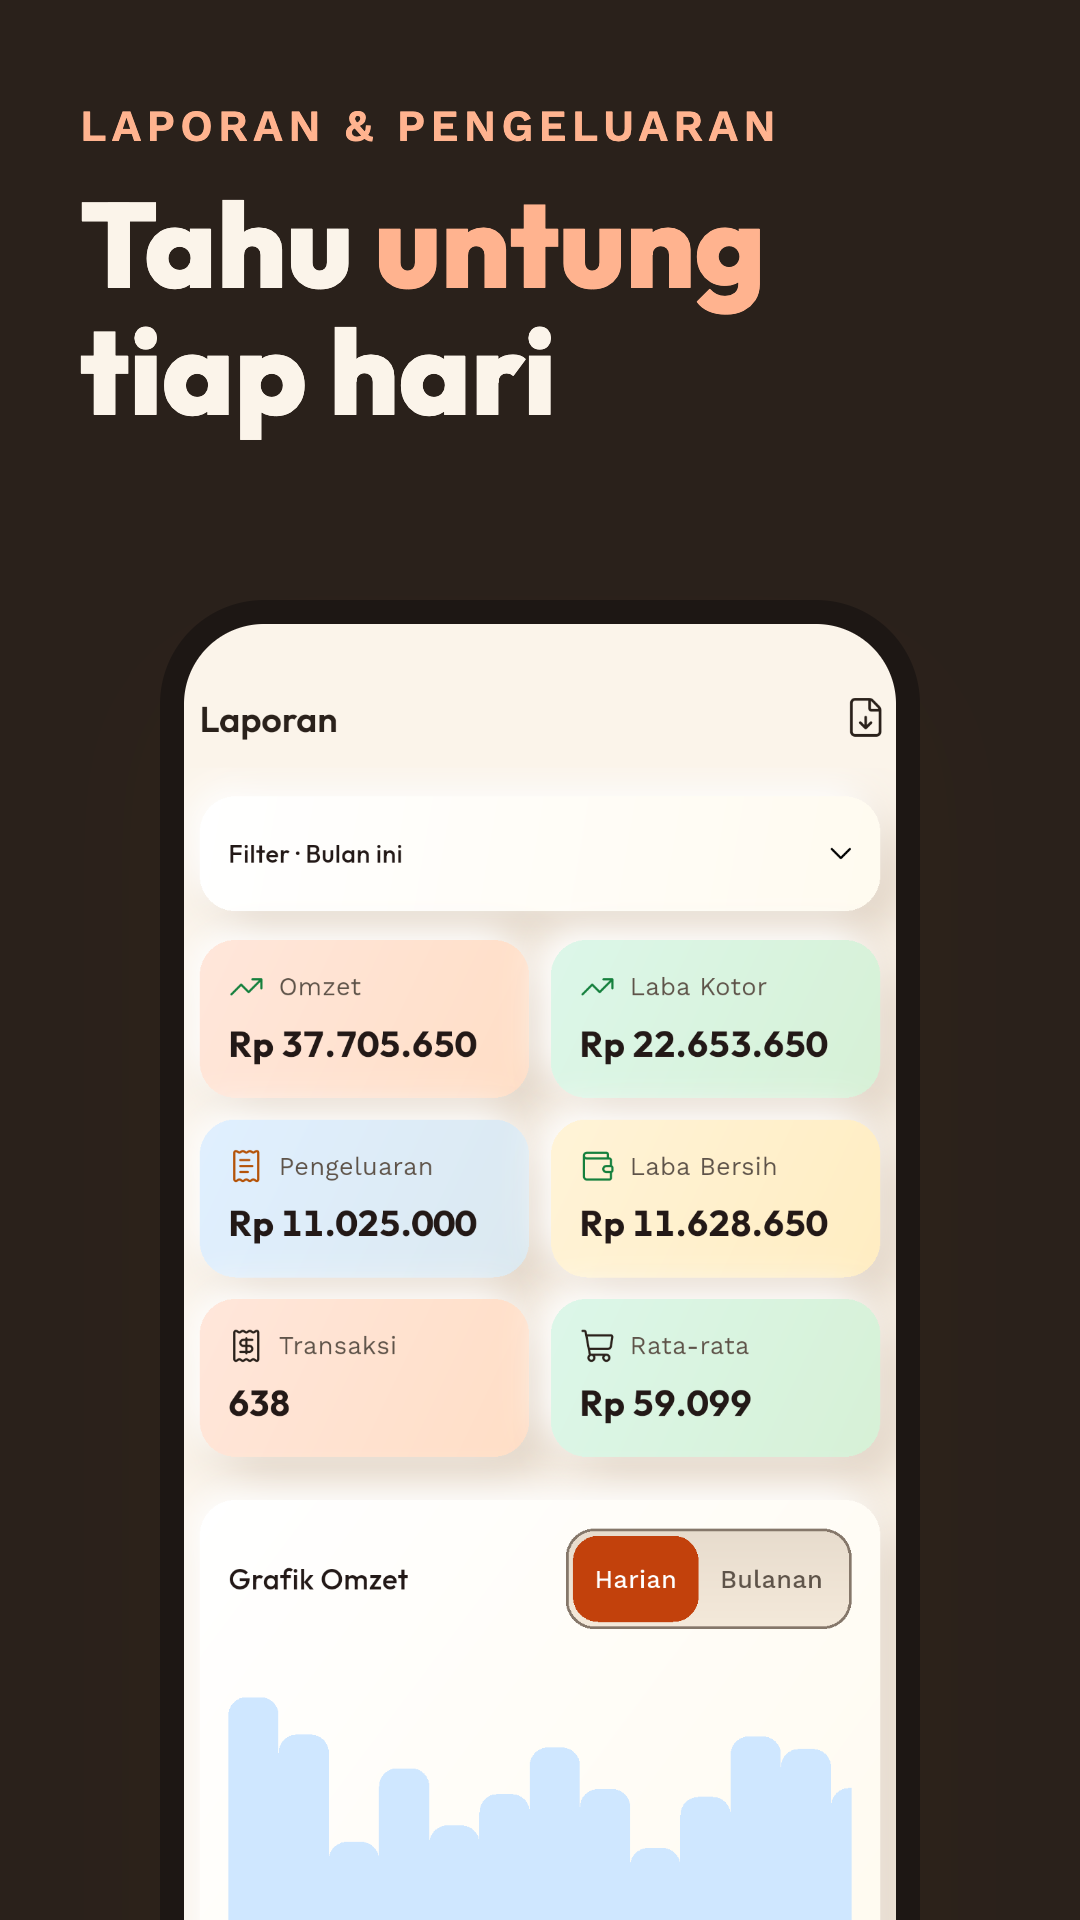 LAPORAN & PENGELUARAN
Tahu untung
tiap hari
Laporan
Filter · Bulan ini
Omzet
Rp 37.705.650
Laba Kotor
Rp 22.653.650
Pengeluaran
Rp 11.025.000
Laba Bersih
Rp 11.628.650
Transaksi
638
Rata-rata
Rp 59.099
Grafik Omzet
Harian
Bulanan